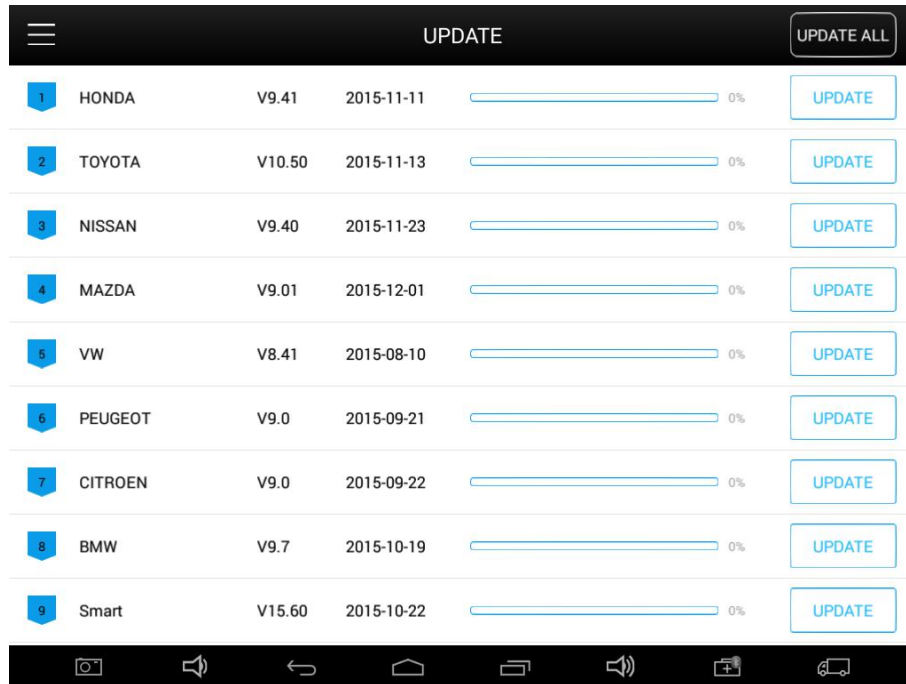 UPDATE UPDATE ALL
1 HONDA V9.41 2015-11-11 0% UPDATE
2 TOYOTA V10.50 2015-11-13 0% UPDATE
3 NISSAN V9.40 2015-11-23 0% UPDATE
4 MAZDA V9.01 2015-12-01 0% UPDATE
5 VW V8.41 2015-08-10 0% UPDATE
6 PEUGEOT V9.0 2015-09-21 0% UPDATE
7 CITROEN V9.0 2015-09-22 0% UPDATE
8 BMW V9.7 2015-10-19 0% UPDATE
9 Smart V15.60 2015-10-22 0% UPDATE